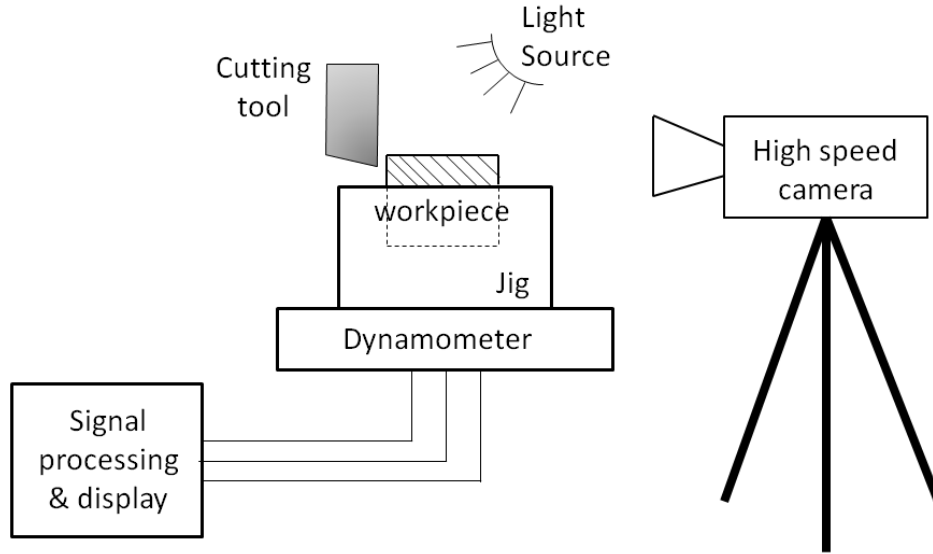 Light
Source
Cutting
tool
High speed
camera
workpiece
Jig
Dynamometer
Signal
processing
& display